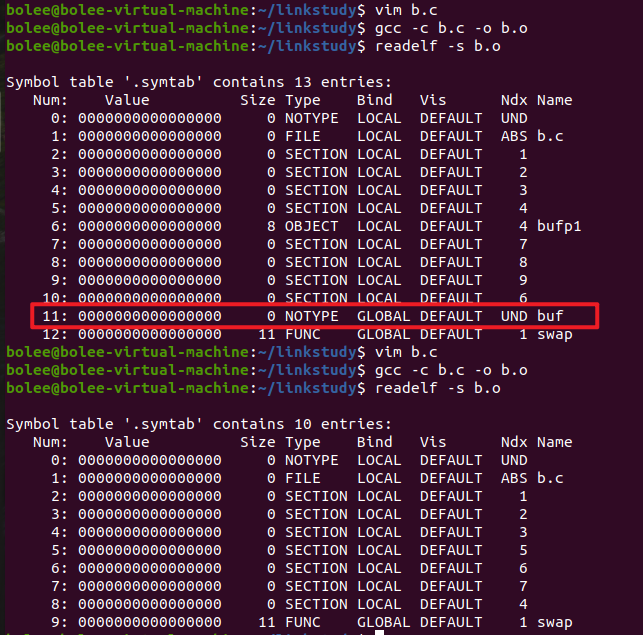 bolee@bolee-virtual-machine:~/linkstudy$ vim b.c
bolee@bolee-virtual-machine:~/linkstudy$ gcc -c b.c -o b.o
bolee@bolee-virtual-machine:~/linkstudy$ readelf -s b.o
Symbol table '.symtab' contains 13 entries:
Num: Value Size Type Bind Vis Ndx Name
0: 0000000000000000 0 NOTYPE LOCAL DEFAULT UND
1: 0000000000000000 0 FILE LOCAL DEFAULT ABS b.c
2: 0000000000000000 0 SECTION LOCAL DEFAULT 1
3: 0000000000000000 0 SECTION LOCAL DEFAULT 2
4: 0000000000000000 0 SECTION LOCAL DEFAULT 3
5: 0000000000000000 0 SECTION LOCAL DEFAULT 4
6: 0000000000000000 8 OBJECT LOCAL DEFAULT 4 bufp1
7: 0000000000000000 0 SECTION LOCAL DEFAULT 7
8: 0000000000000000 0 SECTION LOCAL DEFAULT 8
9: 0000000000000000 0 SECTION LOCAL DEFAULT 9
10: 0000000000000000 0 SECTION LOCAL DEFAULT 6
11: 0000000000000000 0 NOTYPE GLOBAL DEFAULT UND buf
12: 0000000000000000 11 FUNC GLOBAL DEFAULT 1 swap
bolee@bolee-virtual-machine:~/linkstudy$ vim b.c
bolee@bolee-virtual-machine:~/linkstudy$ gcc -c b.c -o b.o
bolee@bolee-virtual-machine:~/linkstudy$ readelf -s b.o
Symbol table '.symtab' contains 10 entries:
Num: Value Size Type Bind Vis Ndx Name
0: 0000000000000000 0 NOTYPE LOCAL DEFAULT UND
1: 0000000000000000 0 FILE LOCAL DEFAULT ABS b.c
2: 0000000000000000 0 SECTION LOCAL DEFAULT 1
3: 0000000000000000 0 SECTION LOCAL DEFAULT 2
4: 0000000000000000 0 SECTION LOCAL DEFAULT 3
5: 0000000000000000 0 SECTION LOCAL DEFAULT 5
6: 0000000000000000 0 SECTION LOCAL DEFAULT 6
7: 0000000000000000 0 SECTION LOCAL DEFAULT 7
8: 0000000000000000 0 SECTION LOCAL DEFAULT 4
9: 0000000000000000 11 FUNC GLOBAL DEFAULT 1 swap